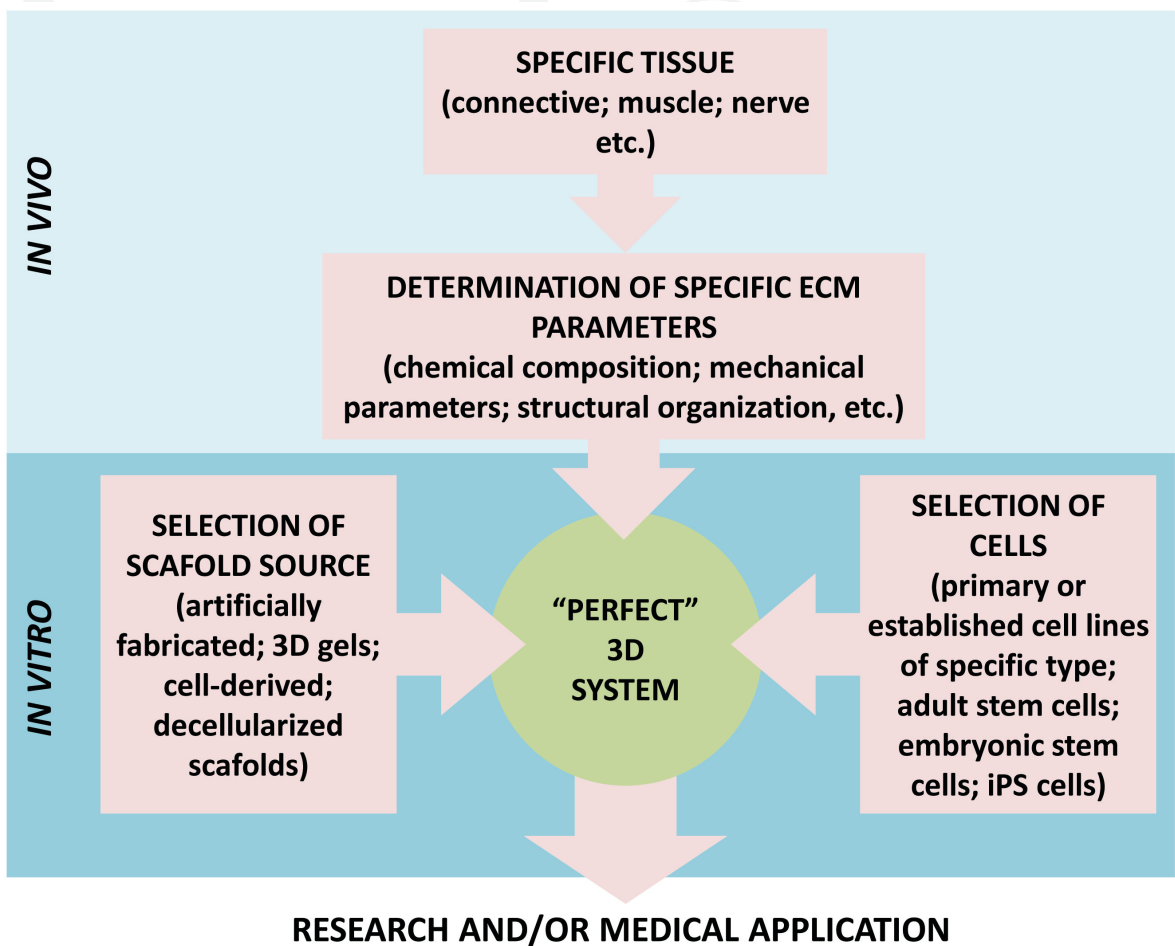 SPECIFIC TISSUE
(connective; muscle; nerve
etc.)
IN VIVO
DETERMINATION OF SPECIFIC ECM
PARAMETERS
(chemical composition; mechanical
parameters; structural organization, etc.)
IN VITRO
SELECTION OF
SCAFOLD SOURCE
(artificially
fabricated; 3D gels;
cell-derived;
decellularized
scafolds)
“PERFECT”
3D
SYSTEM
SELECTION OF
CELLS
(primary or
established cell lines
of specific type;
adult stem cells;
embryonic stem
cells; iPS cells)
RESEARCH AND/OR MEDICAL APPLICATION